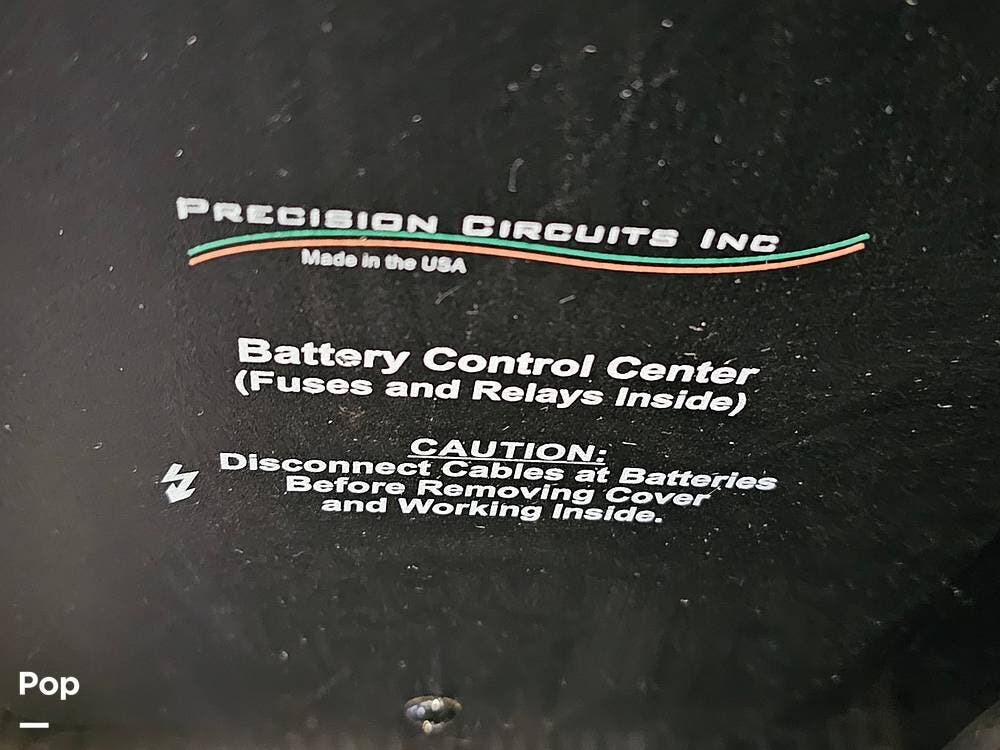 PRECISION CIRCUITS INC
Made in the USA
Battery Control Center
(Fuses and Relays Inside)
CAUTION:
Disconnect Cables at Batteries
Before Removing Cover
and Working Inside.
Pop